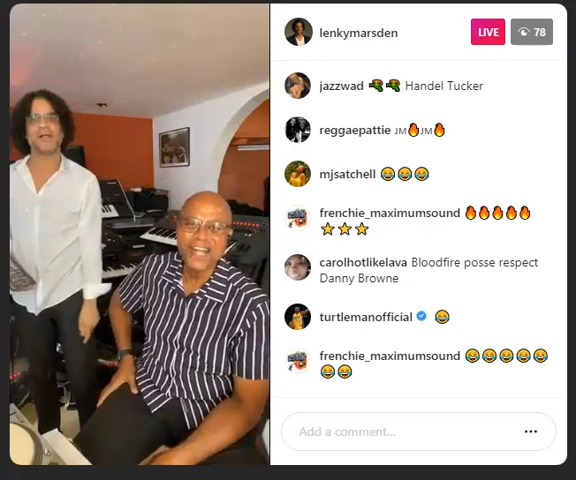 lenkymarsden
LIVE
78
jazzwad 🔫🔫 Handel Tucker
reggaepattie JM🔥JM🔥
mjsatchell 😂😂😂
frenchie_maximumsound 🔥🔥🔥🔥🔥
⭐⭐⭐
carolhotlikelava Bloodfire posse respect
Danny Browne
turtlemanofficial 😂
frenchie_maximumsound 😂😂😂😂😂
😂😂
Add a comment...